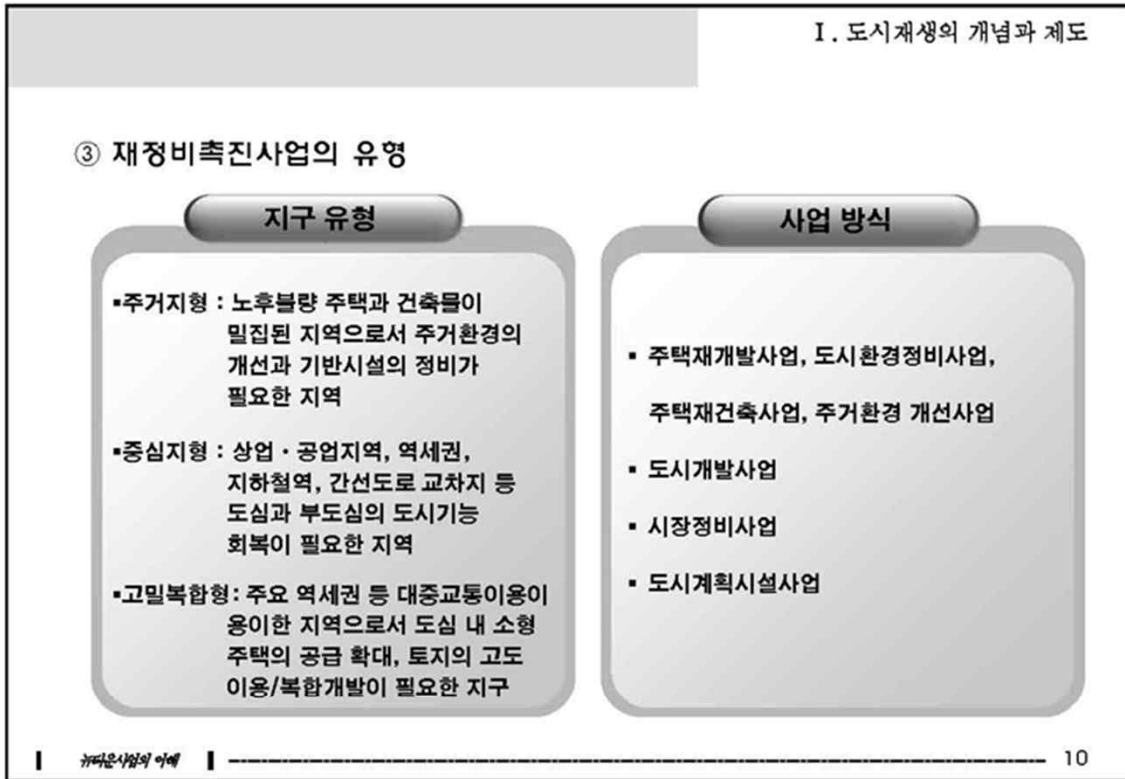 Ⅰ. 도시재생의 개념과 제도
③ 재정비촉진사업의 유형
지구 유형
▪주거지형 : 노후불량 주택과 건축물이
밀집된 지역으로서 주거환경의
개선과 기반시설의 정비가
필요한 지역
▪중심지형 : 상업·공업지역, 역세권,
지하철역, 간선도로 교차지 등
도심과 부도심의 도시기능
회복이 필요한 지역
▪고밀복합형: 주요 역세권 등 대중교통이용이
용이한 지역으로서 도심 내 소형
주택의 공급 확대, 토지의 고도
이용/복합개발이 필요한 지구
사업 방식
▪ 주택재개발사업, 도시환경정비사업,
주택재건축사업, 주거환경 개선사업
▪ 도시개발사업
▪ 시장정비사업
▪ 도시계획시설사업
뉴타운사업의 이해
10